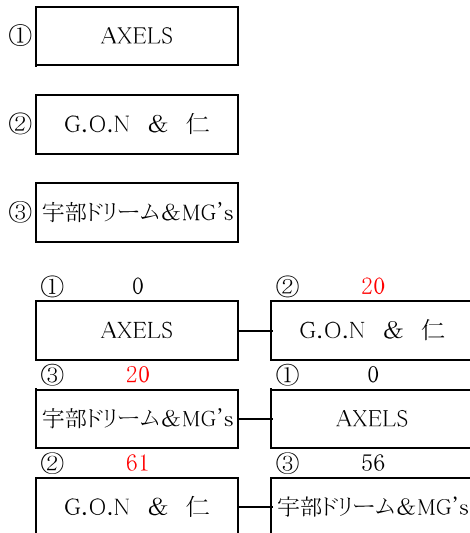 ① AXELS
② G.O.N & 仁
③ 宇部ドリーム&MG's
① 0 ② 20
AXELS G.O.N & 仁
③ 20 ① 0
宇部ドリーム&MG's AXELS
② 61 ③ 56
G.O.N & 仁 宇部ドリーム&MG's